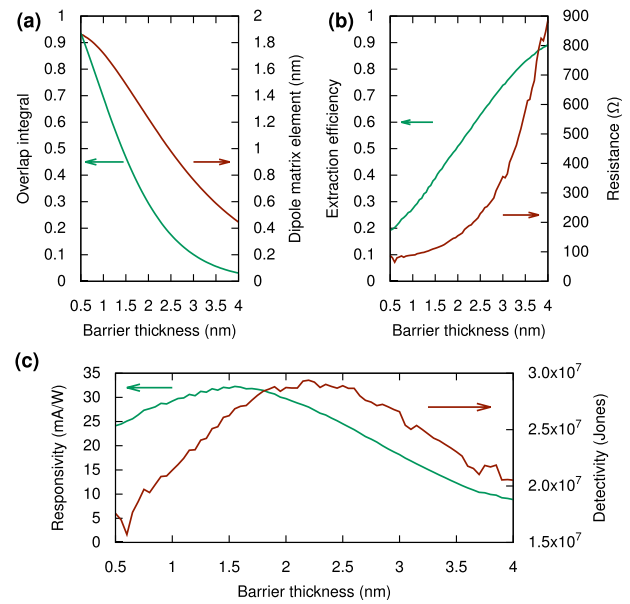 (a)
1
0.9
0.8
0.7
0.6
0.5
0.4
0.3
0.2
0.1
0
Overlap integral
2
1.8
1.6
1.4
1.2
1
0.8
0.6
0.4
0.2
0
Dipole matrix element (nm)
0.5 1 1.5 2 2.5 3 3.5 4
Barrier thickness (nm)
(b)
1
0.9
0.8
0.7
0.6
0.5
0.4
0.3
0.2
0.1
0
Extraction efficiency
900
800
700
600
500
400
300
200
100
0
Resistance (Ω)
0.5 1 1.5 2 2.5 3 3.5 4
Barrier thickness (nm)
(c)
35
30
25
20
15
10
5
0
Responsivity (mA/W)
3.0x10⁷
2.5x10⁷
2.0x10⁷
1.5x10⁷
Detectivity (Jones)
0.5 1 1.5 2 2.5 3 3.5 4
Barrier thickness (nm)